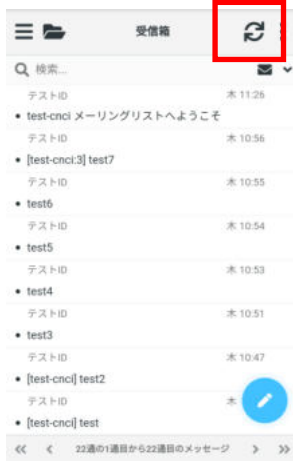 受信箱
検索...
テストID 木 11:26
test-cnci メーリングリストへようこそ
テストID 木 10:56
[test-cnci:3] test7
テストID 木 10:55
test6
テストID 木 10:54
test5
テストID 木 10:53
test4
テストID 木 10:51
test3
テストID 木 10:47
[test-cnci] test2
テストID 木
[test-cnci] test
22通の1通目から22通目のメッセージ